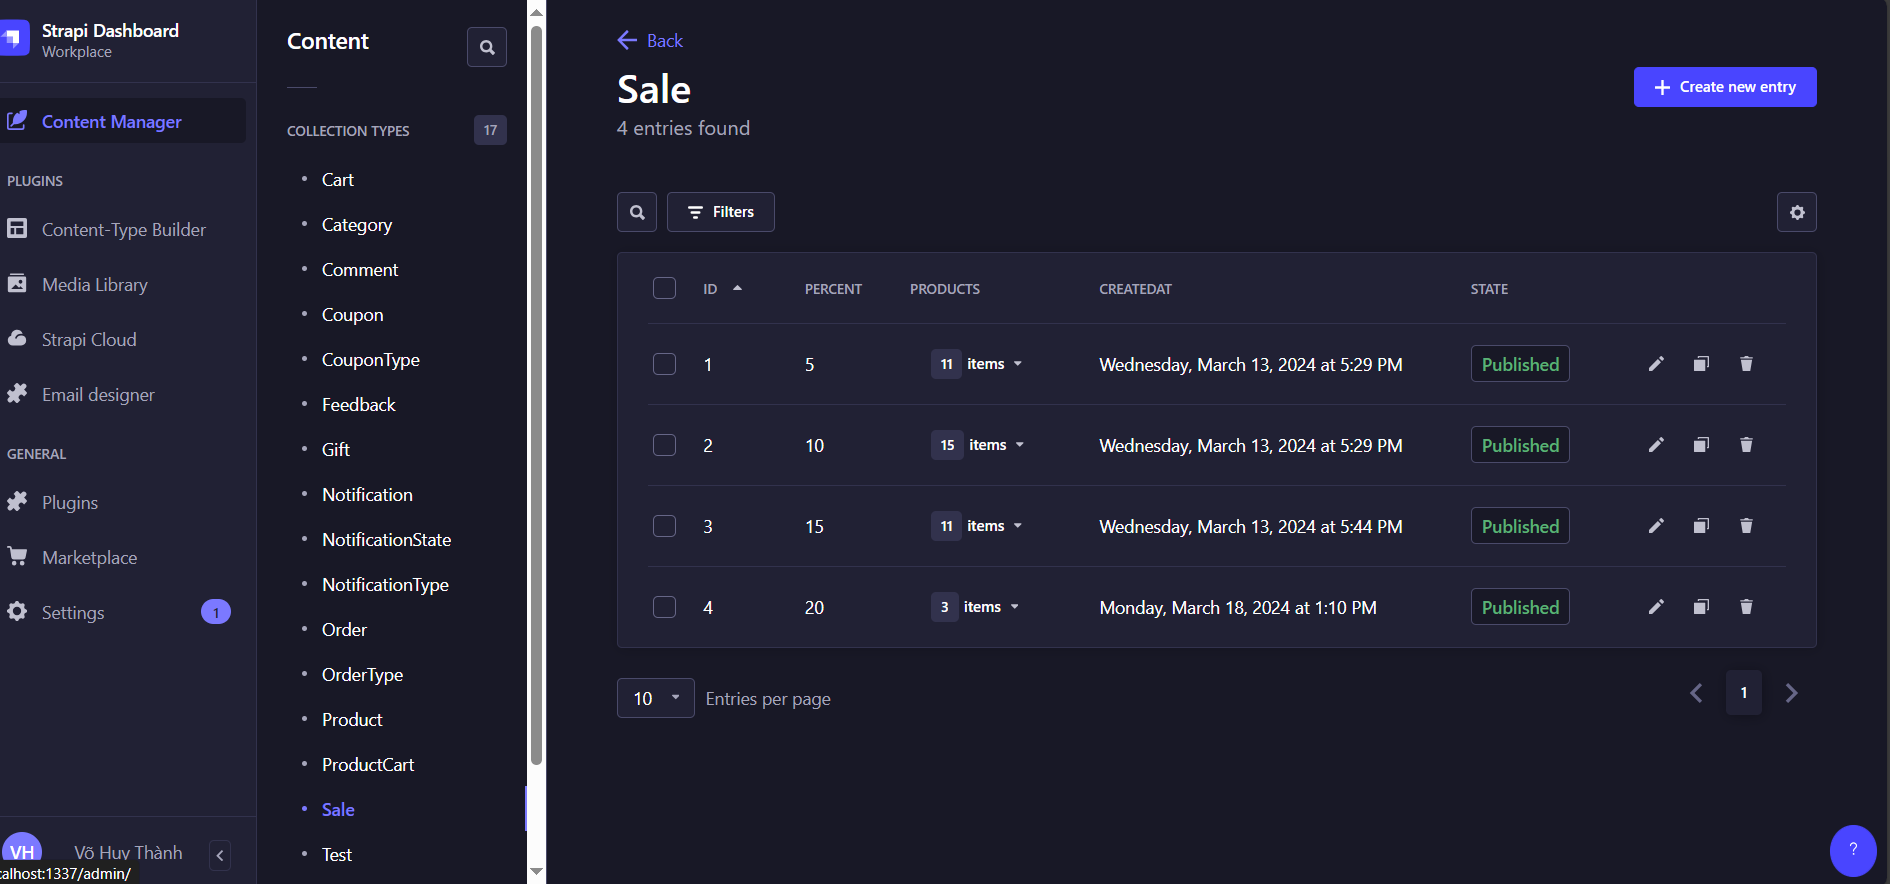 Strapi Dashboard
Workplace
Content Manager
PLUGINS
Content-Type Builder
Media Library
Strapi Cloud
Email designer
GENERAL
Plugins
Marketplace
Settings 1
VH Võ Huy Thành
calhost:1337/admin/
Content
COLLECTION TYPES 17
Cart
Category
Comment
Coupon
CouponType
Feedback
Gift
Notification
NotificationState
NotificationType
Order
OrderType
Product
ProductCart
Sale
Test
Back
Sale
4 entries found
Create new entry
Filters
ID PERCENT PRODUCTS CREATEDAT STATE
1 5 11 items Wednesday, March 13, 2024 at 5:29 PM Published
2 10 15 items Wednesday, March 13, 2024 at 5:29 PM Published
3 15 11 items Wednesday, March 13, 2024 at 5:44 PM Published
4 20 3 items Monday, March 18, 2024 at 1:10 PM Published
10 Entries per page
1
?